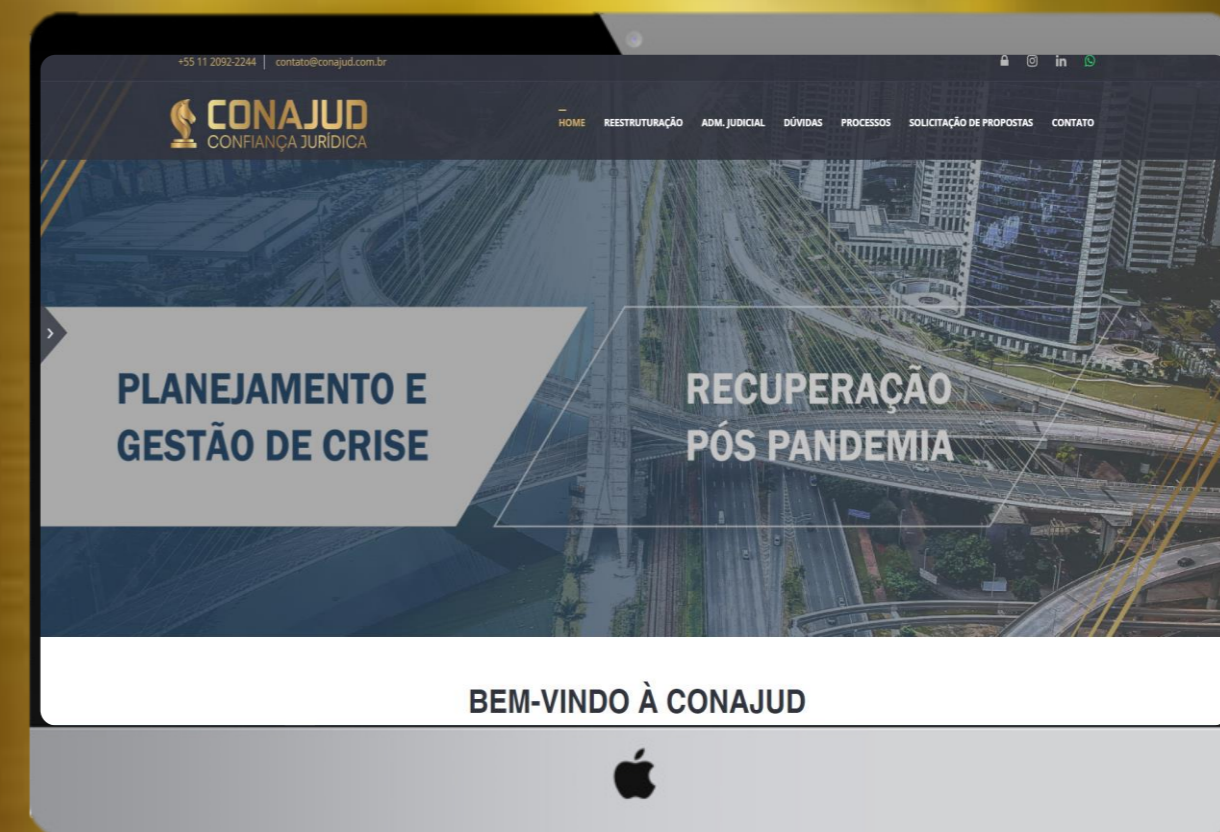 +55 11 2092-2244 | contato@conajud.com.br
CONAJUD
CONFIANÇA JURÍDICA
HOME REESTRUTURAÇÃO ADM. JUDICIAL DÚVIDAS PROCESSOS SOLICITAÇÃO DE PROPOSTAS CONTATO
PLANEJAMENTO E
GESTÃO DE CRISE
RECUPERAÇÃO
PÓS PANDEMIA
BEM-VINDO À CONAJUD